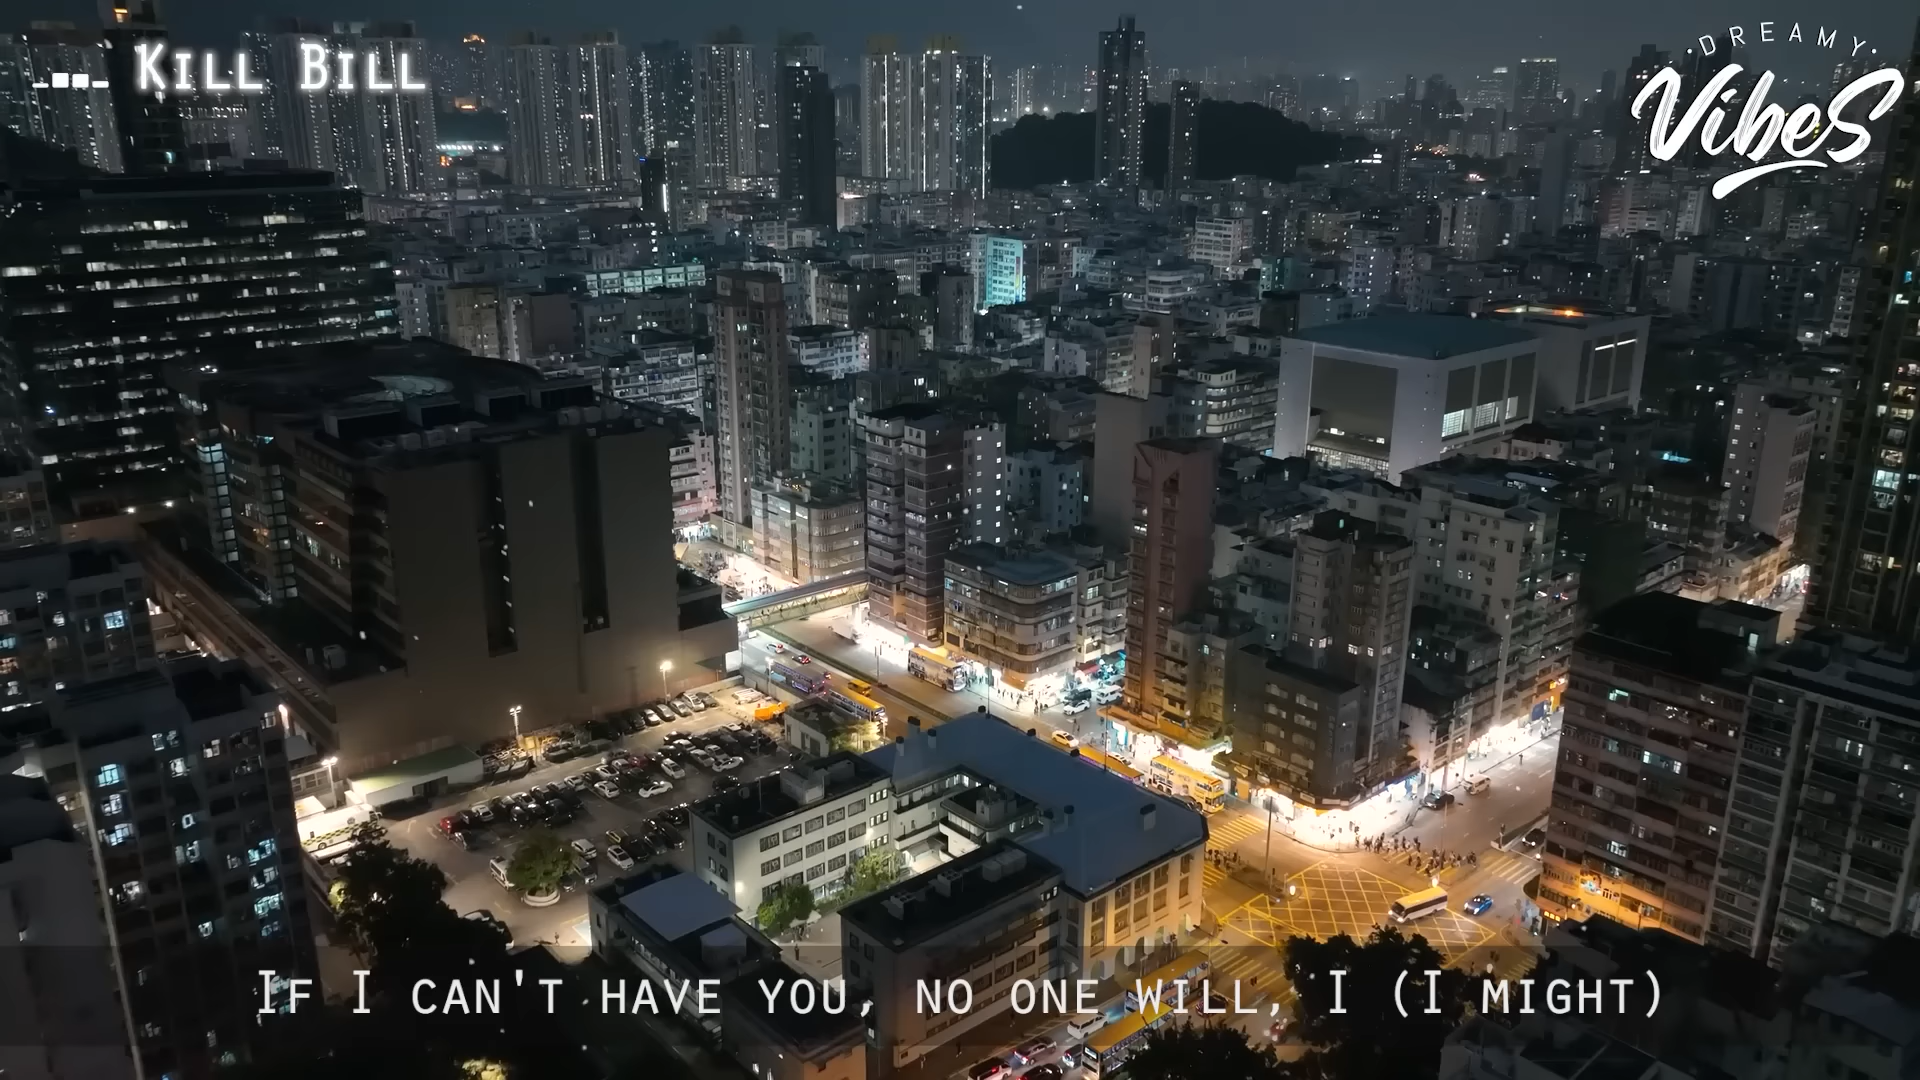 Kill Bill
DREAMY
Vibes
If I can't have you, no one will, I (I might)